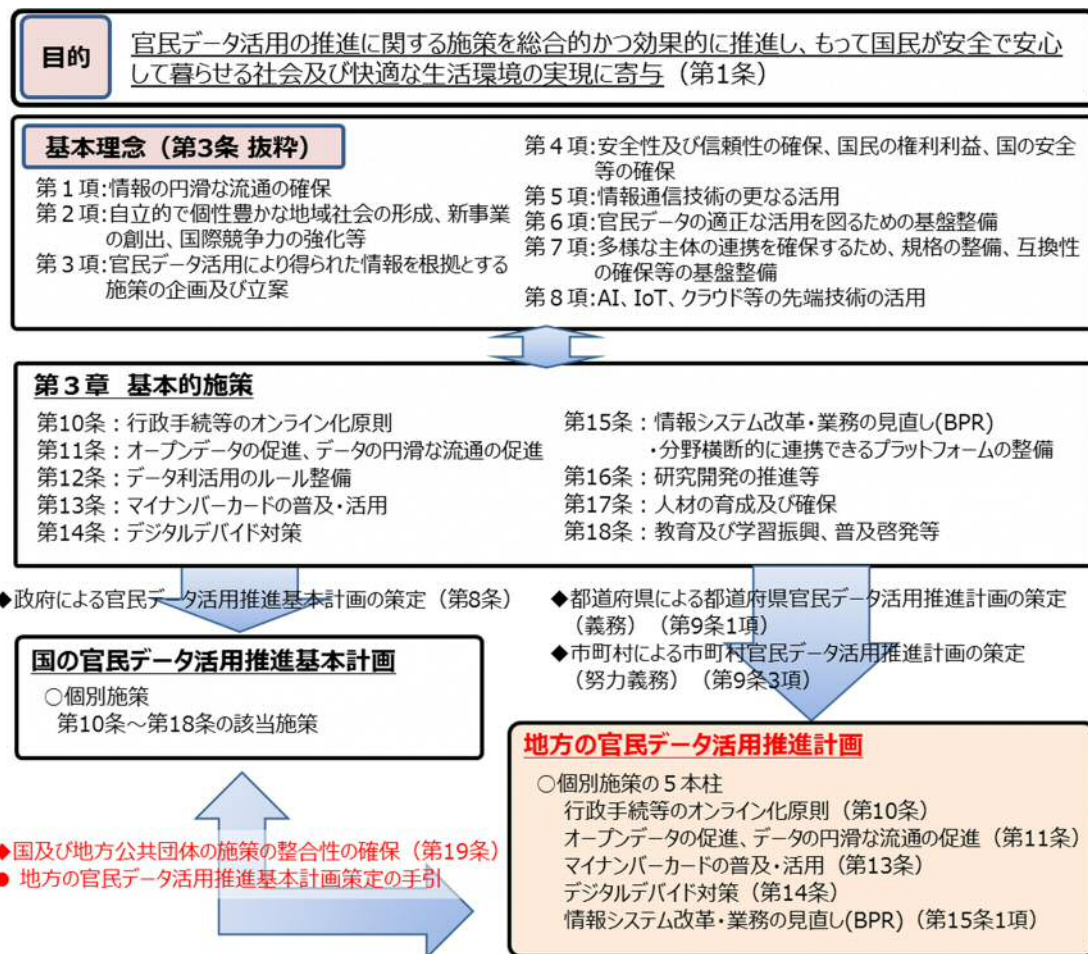 目的
官民データ活用の推進に関する施策を総合的かつ効果的に推進し、もって国民が安全で安心
して暮らせる社会及び快適な生活環境の実現に寄与（第1条）
基本理念（第3条 抜粋）
第１項:情報の円滑な流通の確保
第２項:自立的で個性豊かな地域社会の形成、新事業
の創出、国際競争力の強化等
第３項:官民データ活用により得られた情報を根拠とする
施策の企画及び立案
第４項:安全性及び信頼性の確保、国民の権利利益、国の安全
等の確保
第５項:情報通信技術の更なる活用
第６項:官民データの適正な活用を図るための基盤整備
第７項:多様な主体の連携を確保するため、規格の整備、互換性
の確保等の基盤整備
第８項:AI、IoT、クラウド等の先端技術の活用
第３章 基本的施策
第10条：行政手続等のオンライン化原則
第11条：オープンデータの促進、データの円滑な流通の促進
第12条：データ利活用のルール整備
第13条：マイナンバーカードの普及・活用
第14条：デジタルデバイド対策
第15条：情報システム改革・業務の見直し(BPR)
・分野横断的に連携できるプラットフォームの整備
第16条：研究開発の推進等
第17条：人材の育成及び確保
第18条：教育及び学習振興、普及啓発等
◆政府による官民データ活用推進基本計画の策定（第8条）
国の官民データ活用推進基本計画
○個別施策
第10条～第18条の該当施策
◆都道府県による都道府県官民データ活用推進計画の策定
（義務）（第9条1項）
◆市町村による市町村官民データ活用推進計画の策定
（努力義務）（第9条3項）
地方の官民データ活用推進計画
○個別施策の５本柱
行政手続等のオンライン化原則（第10条）
オープンデータの促進、データの円滑な流通の促進（第11条）
マイナンバーカードの普及・活用（第13条）
デジタルデバイド対策（第14条）
情報システム改革・業務の見直し(BPR)（第15条1項）
◆国及び地方公共団体の施策の整合性の確保（第19条）
● 地方の官民データ活用推進基本計画策定の手引